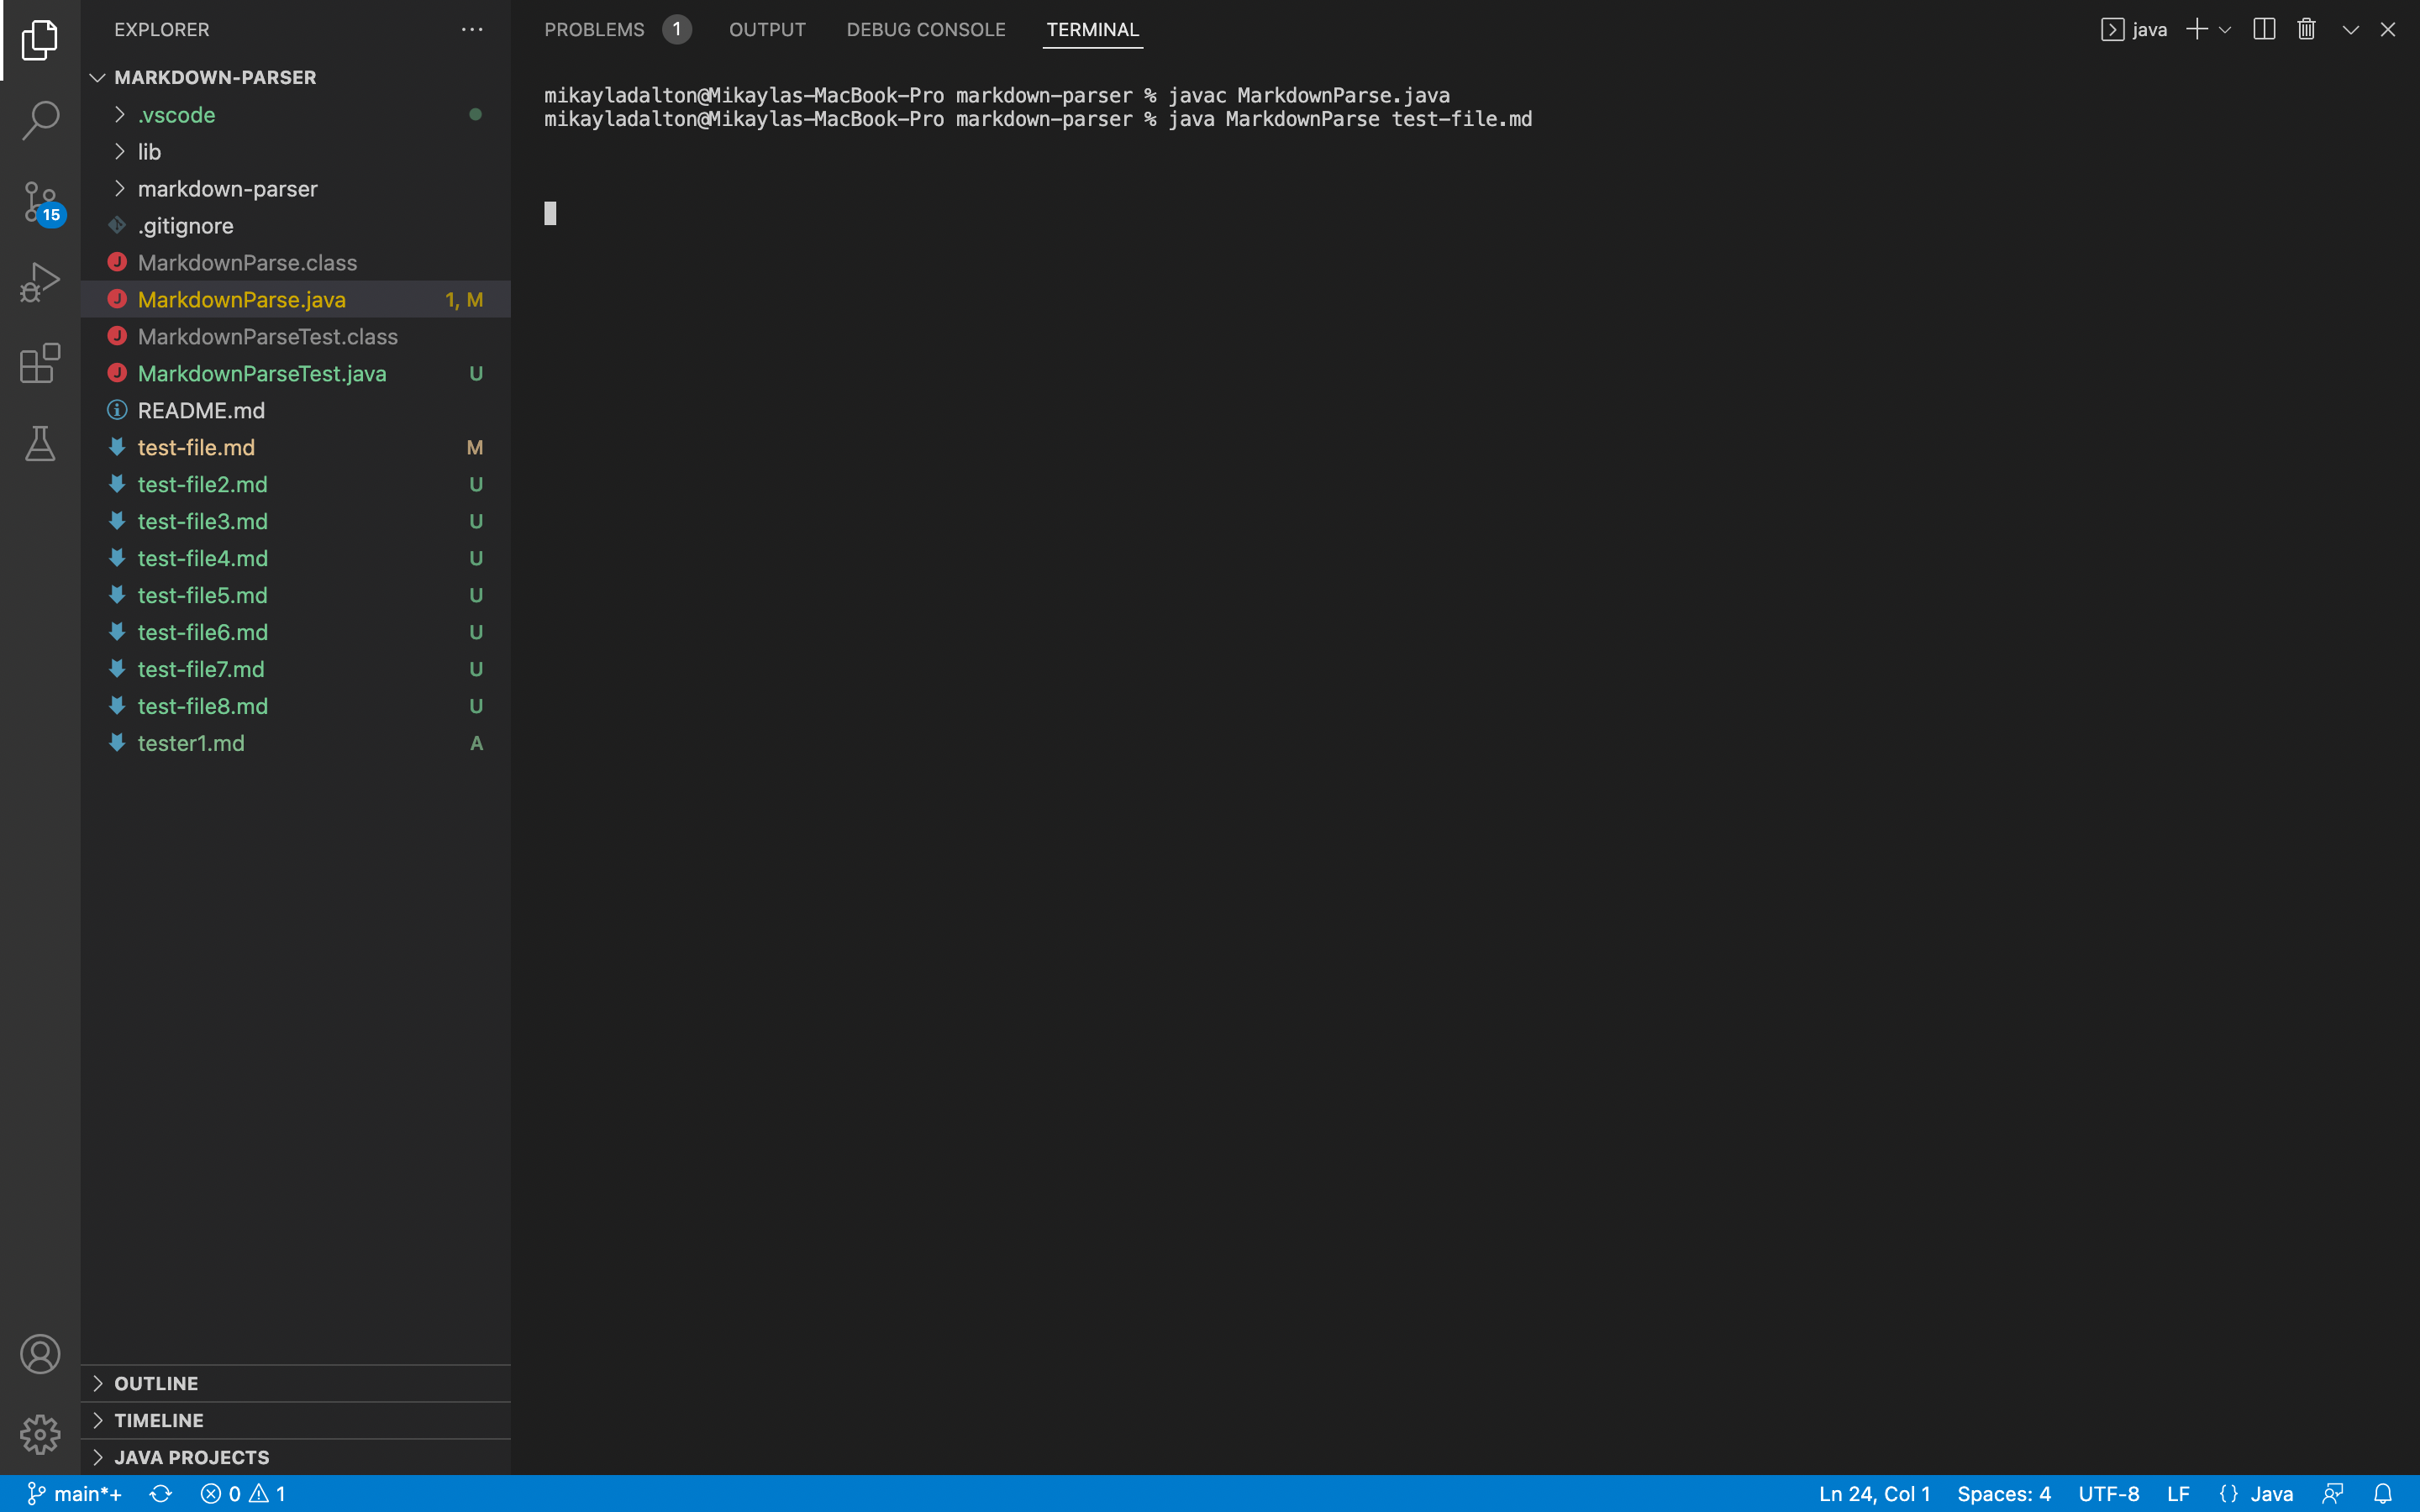 EXPLORER
MARKDOWN-PARSER
.vscode
lib
markdown-parser
.gitignore
MarkdownParse.class
MarkdownParse.java 1, M
MarkdownParseTest.class
MarkdownParseTest.java U
README.md
test-file.md M
test-file2.md U
test-file3.md U
test-file4.md U
test-file5.md U
test-file6.md U
test-file7.md U
test-file8.md U
tester1.md A
15
OUTLINE
TIMELINE
JAVA PROJECTS
PROBLEMS 1 OUTPUT DEBUG CONSOLE TERMINAL
java
mikayladalton@Mikaylas-MacBook-Pro markdown-parser % javac MarkdownParse.java
mikayladalton@Mikaylas-MacBook-Pro markdown-parser % java MarkdownParse test-file.md
main*+ 0 1 Ln 24, Col 1 Spaces: 4 UTF-8 LF {} Java